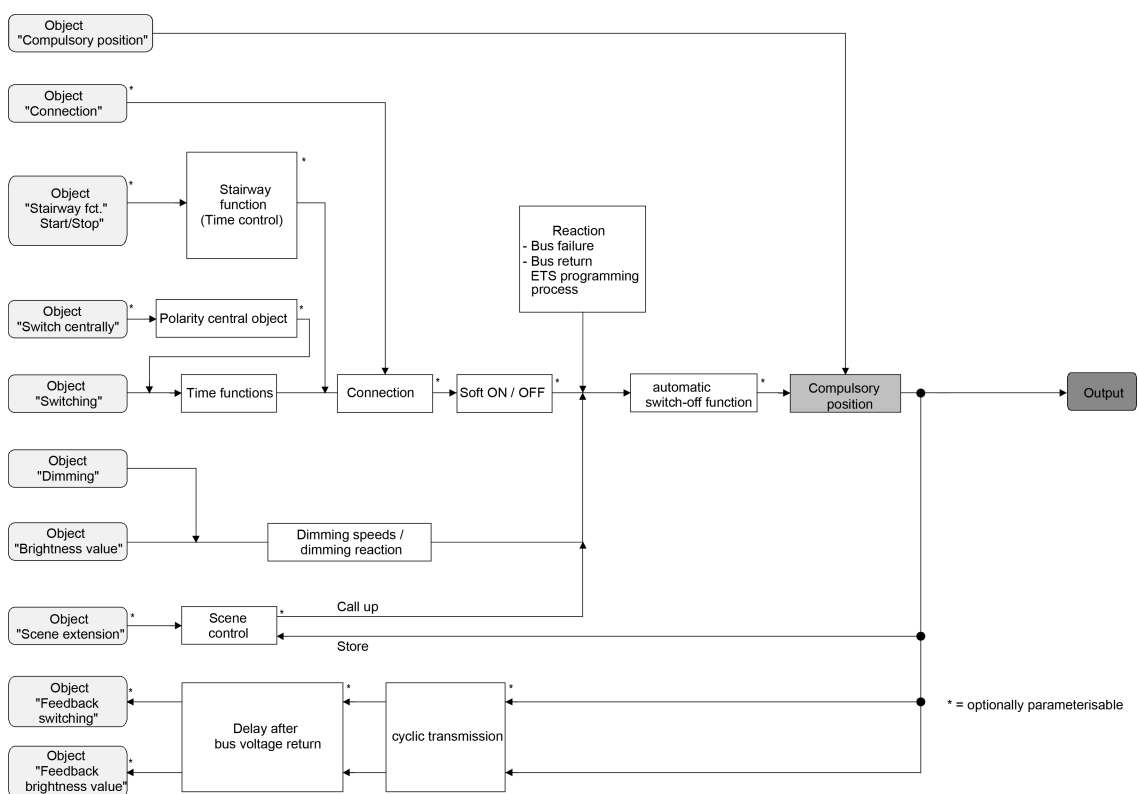 Object
"Compulsory position"
Object
"Connection"
*
Object
"Stairway fct."
Start/Stop"
*
Stairway
function
(Time control)
*
Reaction
- Bus failure
- Bus return
ETS programming
process
Object
"Switch centrally"
*
Polarity central object
*
Object
"Switching"
Time functions
Connection
*
Soft ON / OFF
*
automatic
switch-off function
*
Compulsory
position
Output
Object
"Dimming"
Object
"Brightness value"
Dimming speeds /
dimming reaction
Object
"Scene extension"
*
Scene
control
*
Call up
Store
Object
"Feedback
switching"
*
Delay after
bus voltage return
*
cyclic transmission
*
* = optionally parameterisable
Object
"Feedback
brightness value"
*